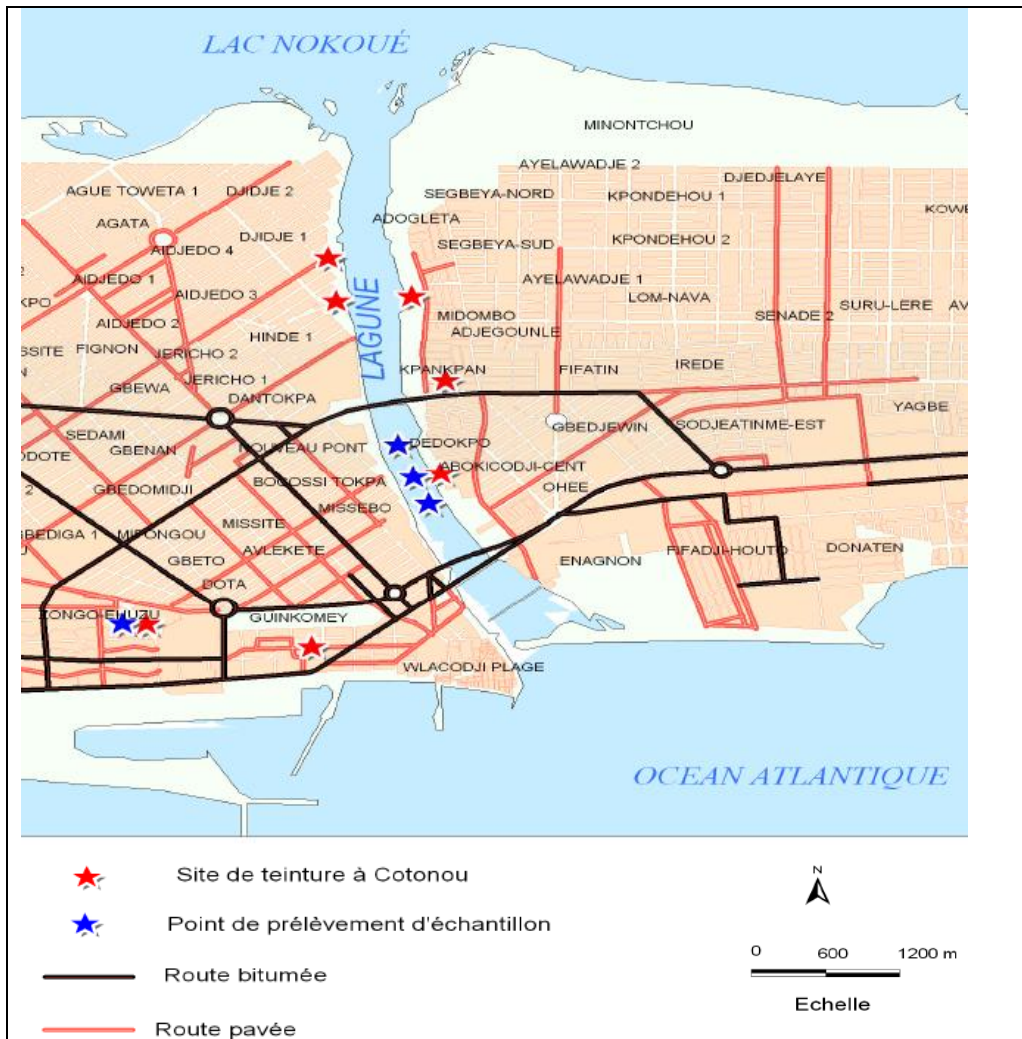 LAC NOKOUÉ
MINONTCHOU
AYELAWADJE 2
DJEDJELAYE
AGUE TOWETA 1
DJIDJE 2
SEGBEYA-NORD
KPONDEHOU 1
KOWE
AGATA
ADOGLETA
DJIDJE 1
SEGBEYA-SUD
KPONDEHOU 2
AIDJEDO 4
AIDJEDO 1
AYELAWADJE 1
AIDJEDO 3
LOM-NAVA
SURU-LERE
AV
KPO
MIDOMBO
SENADE 2
AIDJEDO 2
ADJEGOUNLE
HINDE 1
SSITE
FIGNON
JERICHO 2
LAGUNE
IREDE
KPANKPAN
FIFATIN
JERICHO 1
GBEWA
DANTOKPA
YAGBE
SEDAMI
GBEDJEWIN
SODJEATINME-EST
NOUVEAU PONT
DEDOKPO
GBENAN
ODOTE
ABOKICODJI-CENT
BOCOSSI TOKPA
2
GBEDOMIDJI
OHEE
MISSEBO
MISSITE
GBEDIGA 1
MIFONGOU
AVLEKETE
FIFADJI-HOUTO
DONATEN
GBETO
ENAGNON
DOTA
ZONGO-EHUZU
GUINKOMEY
WLACODJI PLAGE
OCEAN ATLANTIQUE
Site de teinture à Cotonou
N
Point de prélèvement d'échantillon
0 600 1200 m
Route bitumée
Echelle
Route pavée